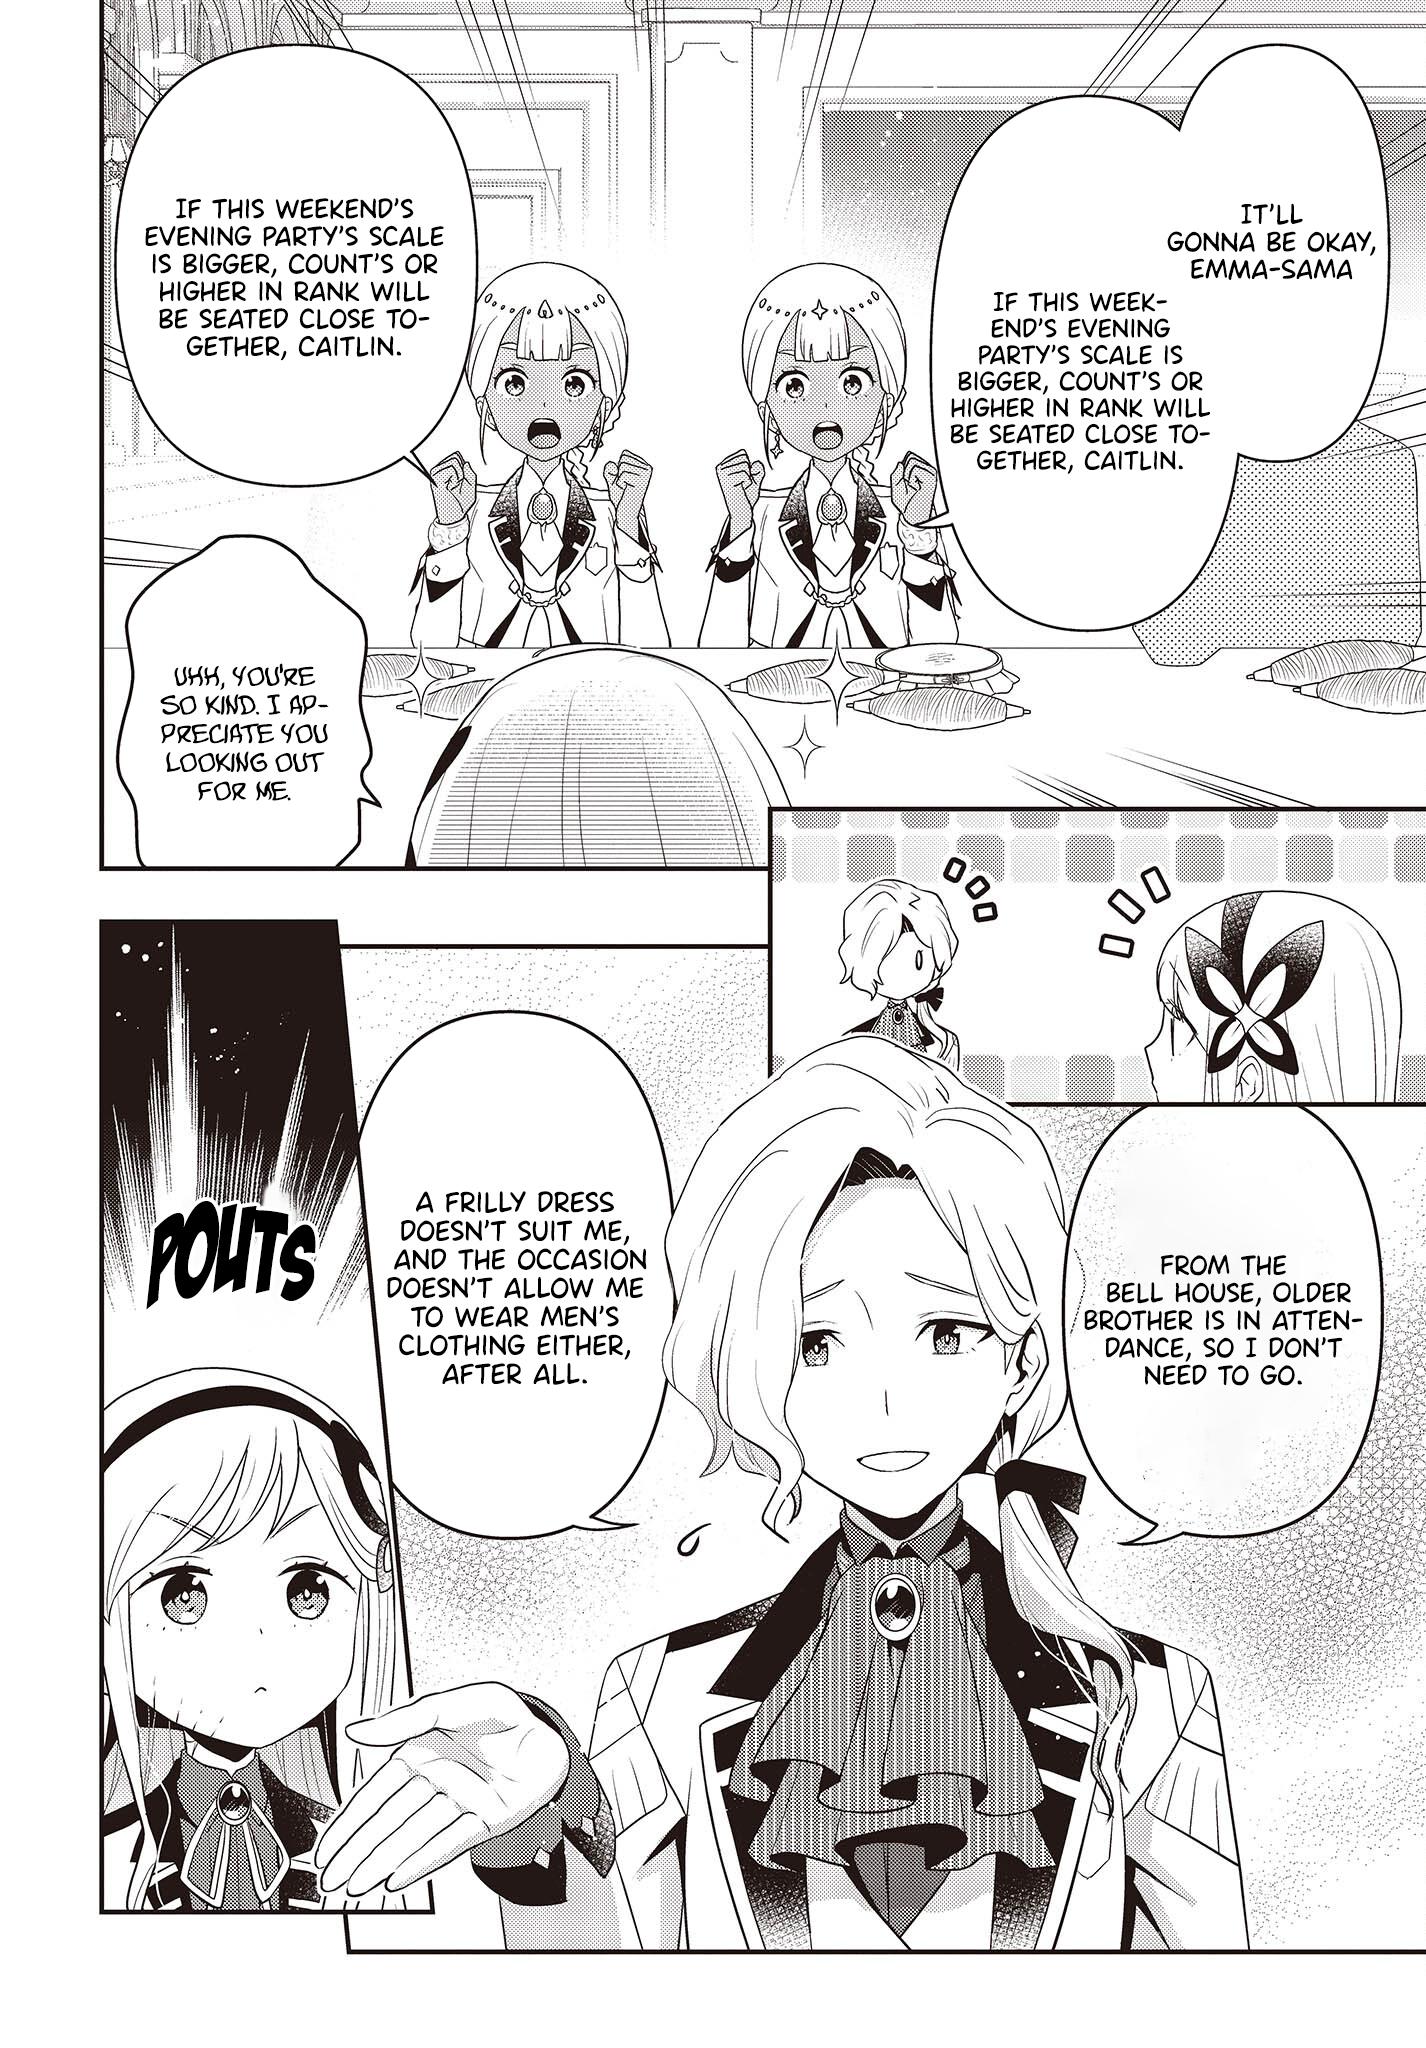 IT'LL
GONNA BE OKAY,
EMMA-SAMA
IF THIS WEEK-
END'S EVENING
PARTY'S SCALE IS
BIGGER, COUNT'S OR
HIGHER IN RANK WILL
BE SEATED CLOSE TO-
GETHER, CAITLIN.
IF THIS WEEKEND'S
EVENING PARTY'S SCALE
IS BIGGER, COUNT'S OR
HIGHER IN RANK WILL
BE SEATED CLOSE TO-
GETHER, CAITLIN.
UHH, YOU'RE
SO KIND. I AP-
PRECIATE YOU
LOOKING OUT
FOR ME.
FROM THE
BELL HOUSE, OLDER
BROTHER IS IN ATTEN-
DANCE, SO I DON'T
NEED TO GO.
A FRILLY DRESS
DOESN'T SUIT ME,
AND THE OCCASION
DOESN'T ALLOW ME
TO WEAR MEN'S
CLOTHING EITHER,
AFTER ALL.
POUTS